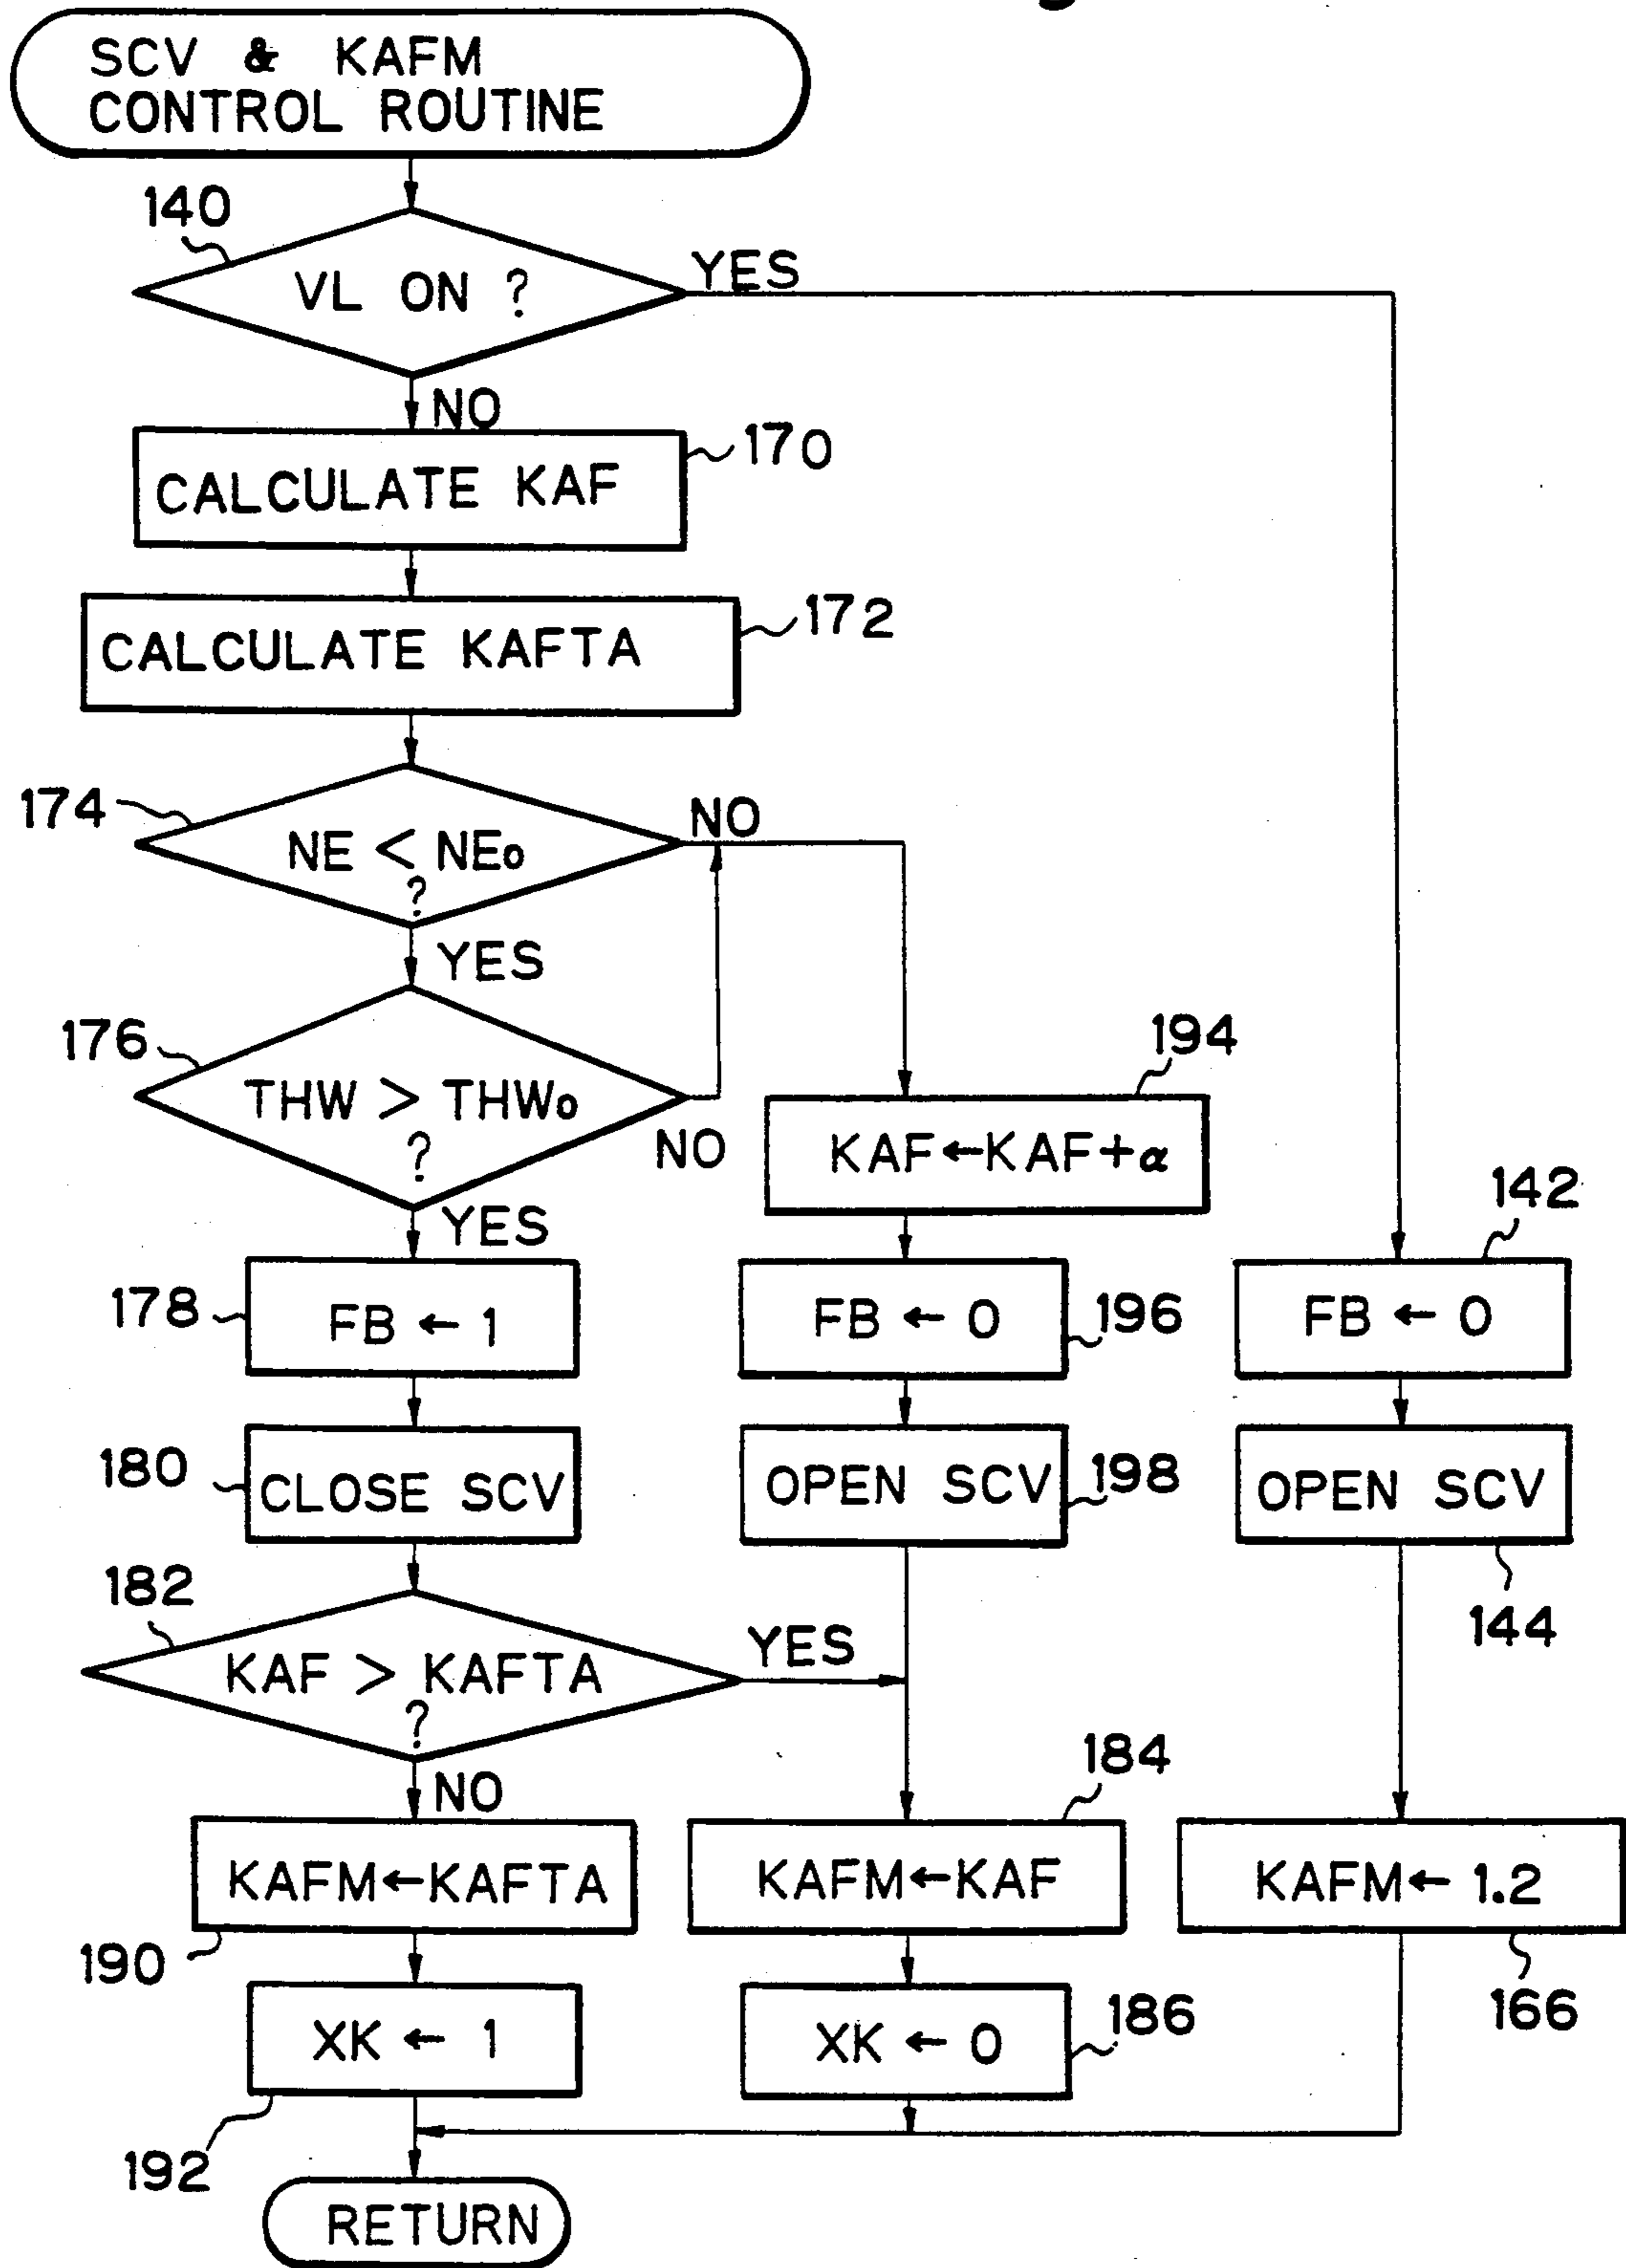 SCV & KAFM
CONTROL ROUTINE
140
VL ON ?
YES
NO
170
CALCULATE KAF
172
CALCULATE KAFTA
174
NE < NEo
?
NO
YES
176
THW > THWo
?
NO
YES
194
KAF←KAF+α
142
178
FB ← 1
FB ← 0
196
FB ← 0
180
CLOSE SCV
OPEN SCV
198
OPEN SCV
144
182
KAF > KAFTA
?
YES
NO
184
KAFM←KAFTA
KAFM←KAF
KAFM← 1.2
190
166
XK ← 1
XK ← 0
186
192
RETURN